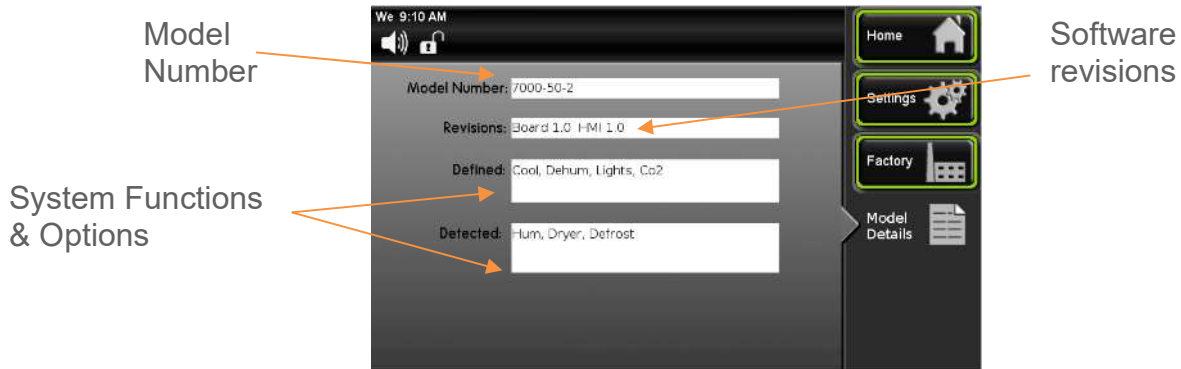 Model
Number
System Functions
& Options
We 9:10 AM
Model Number: 7000-50-2
Revisions: Board 1.0 HMI 1.0
Defined: Cool, Dehum, Lights, Co2
Detected: Hum, Dryer, Defrost
Home
Settings
Factory
Model
Details
Software
revisions